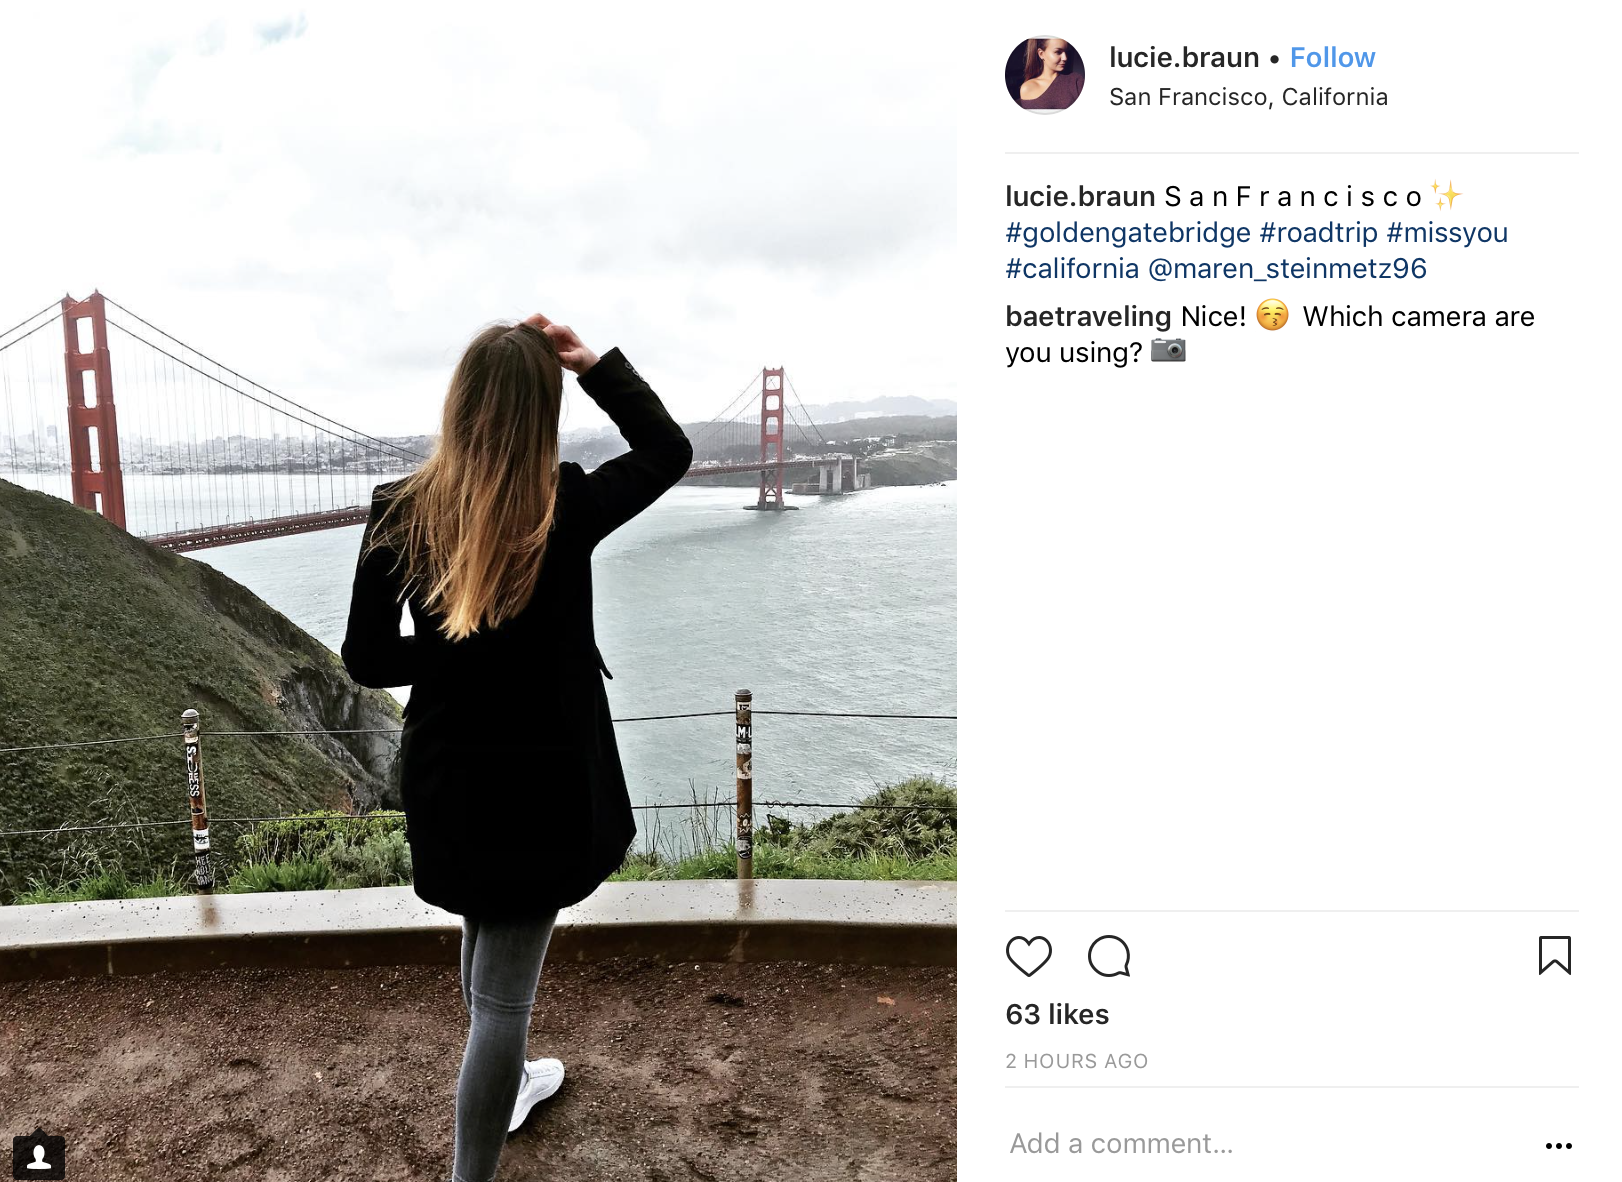 lucie.braun • Follow
San Francisco, California
lucie.braun S a n F r a n c i s c o ✨
#goldengatebridge #roadtrip #missyou
#california @maren_steinmetz96
baetraveling Nice! 😚 Which camera are
you using? 📷
63 likes
2 HOURS AGO
Add a comment...